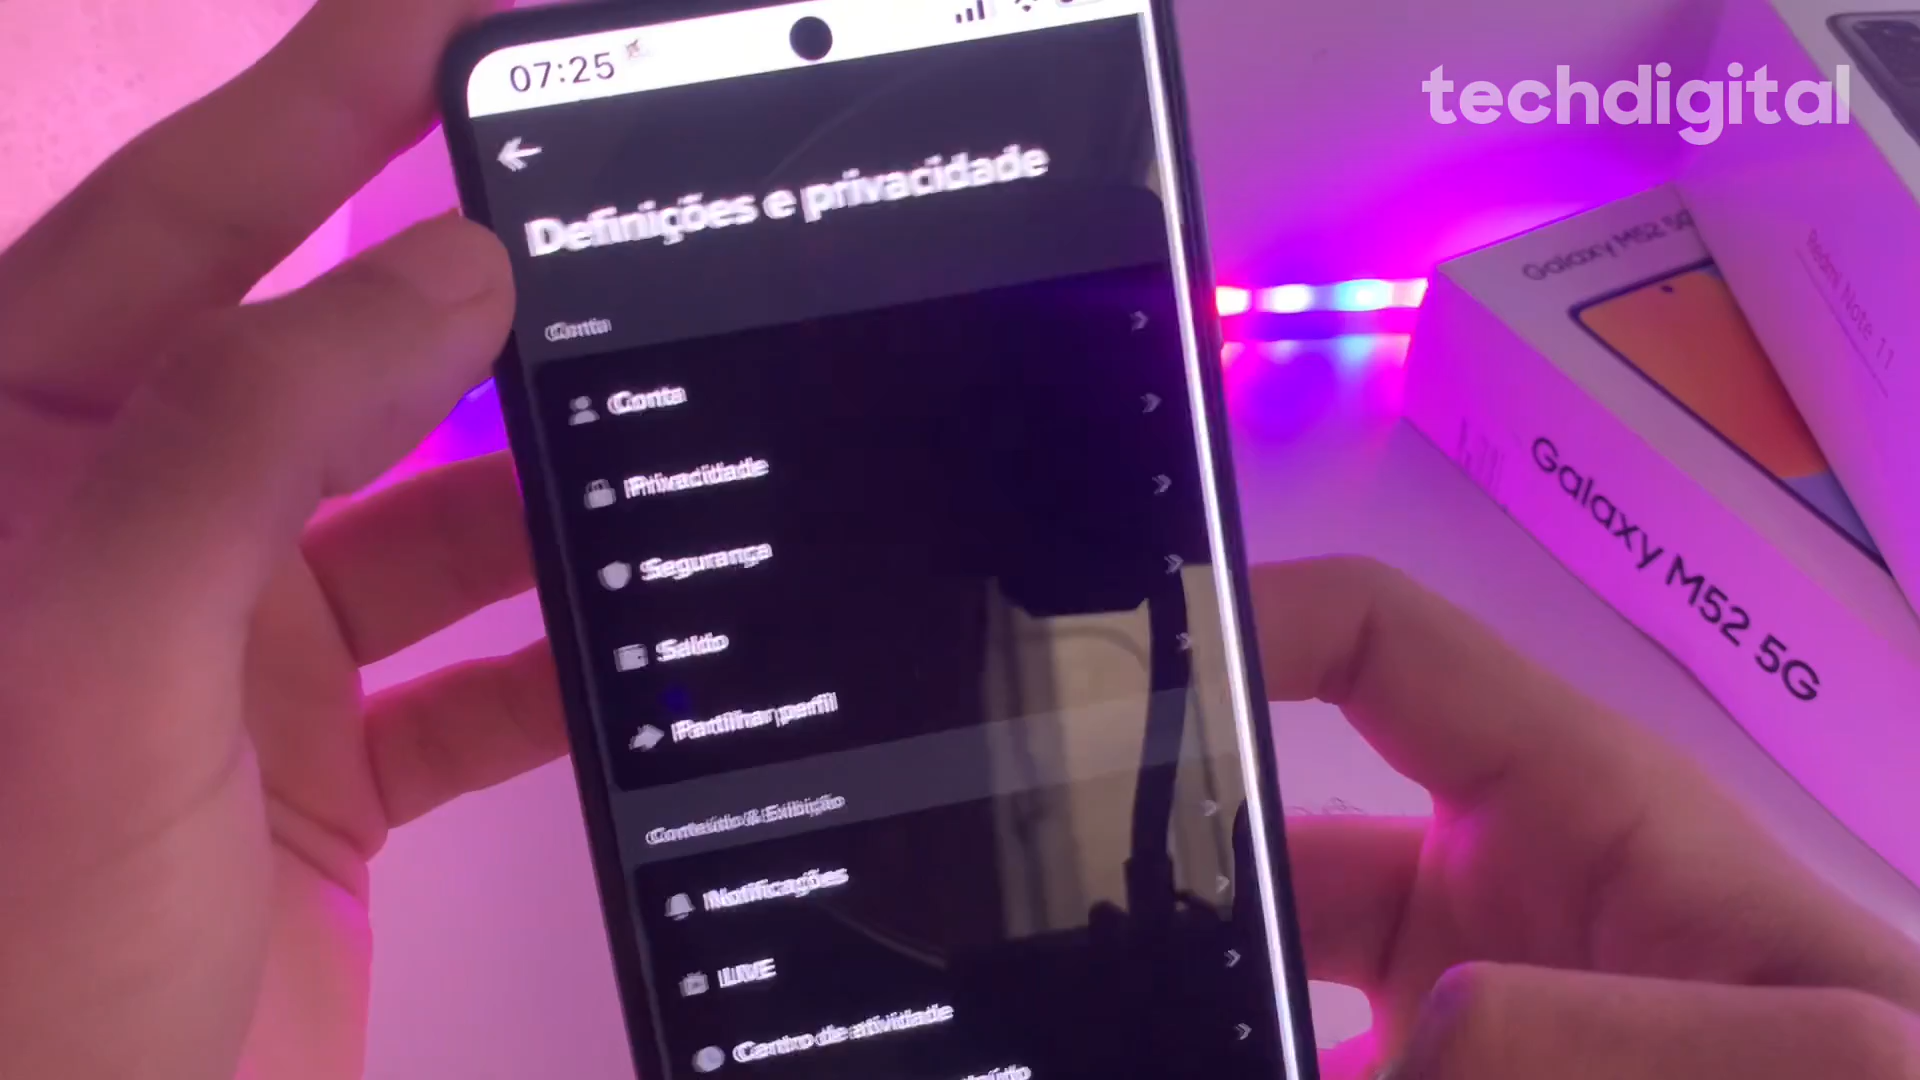 07:25
techdigital
Definições e privacidade
Conta
Conta
Privacidade
Segurança
Saldo
Partilhar perfil
Conteúdo & Exibição
Notificações
LIVE
Centro de atividade
Galaxy M52 5G
Galaxy M52 5G
Redmi Note 11